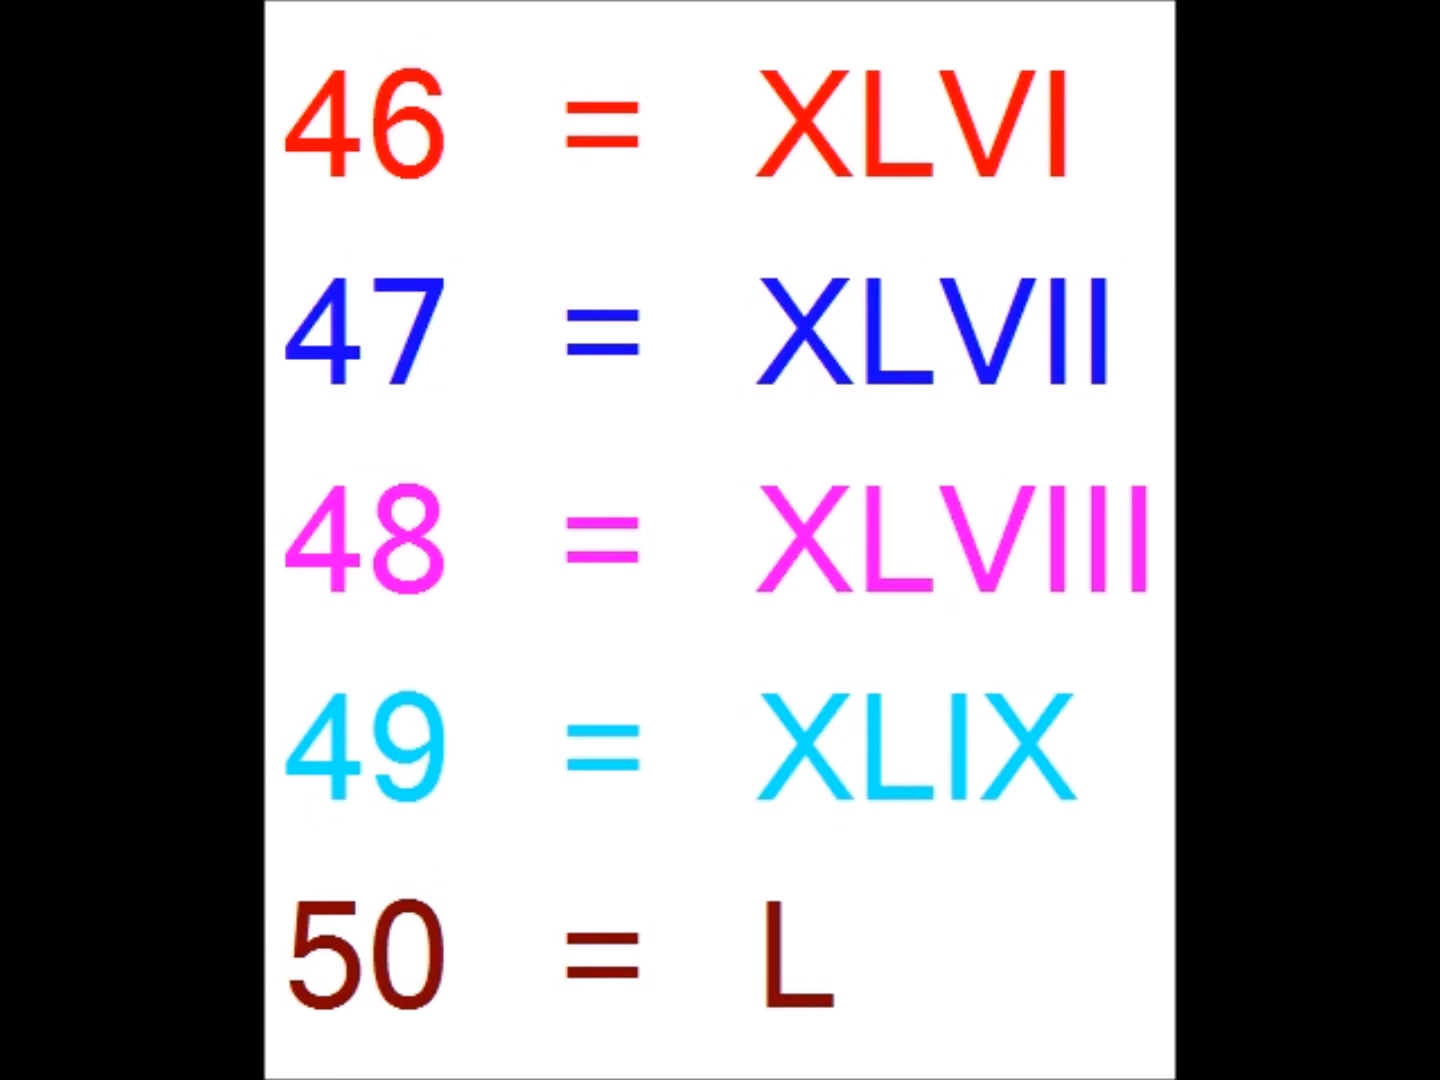 46 = XLVI
47 = XLVII
48 = XLVIII
49 = XLIX
50 = L